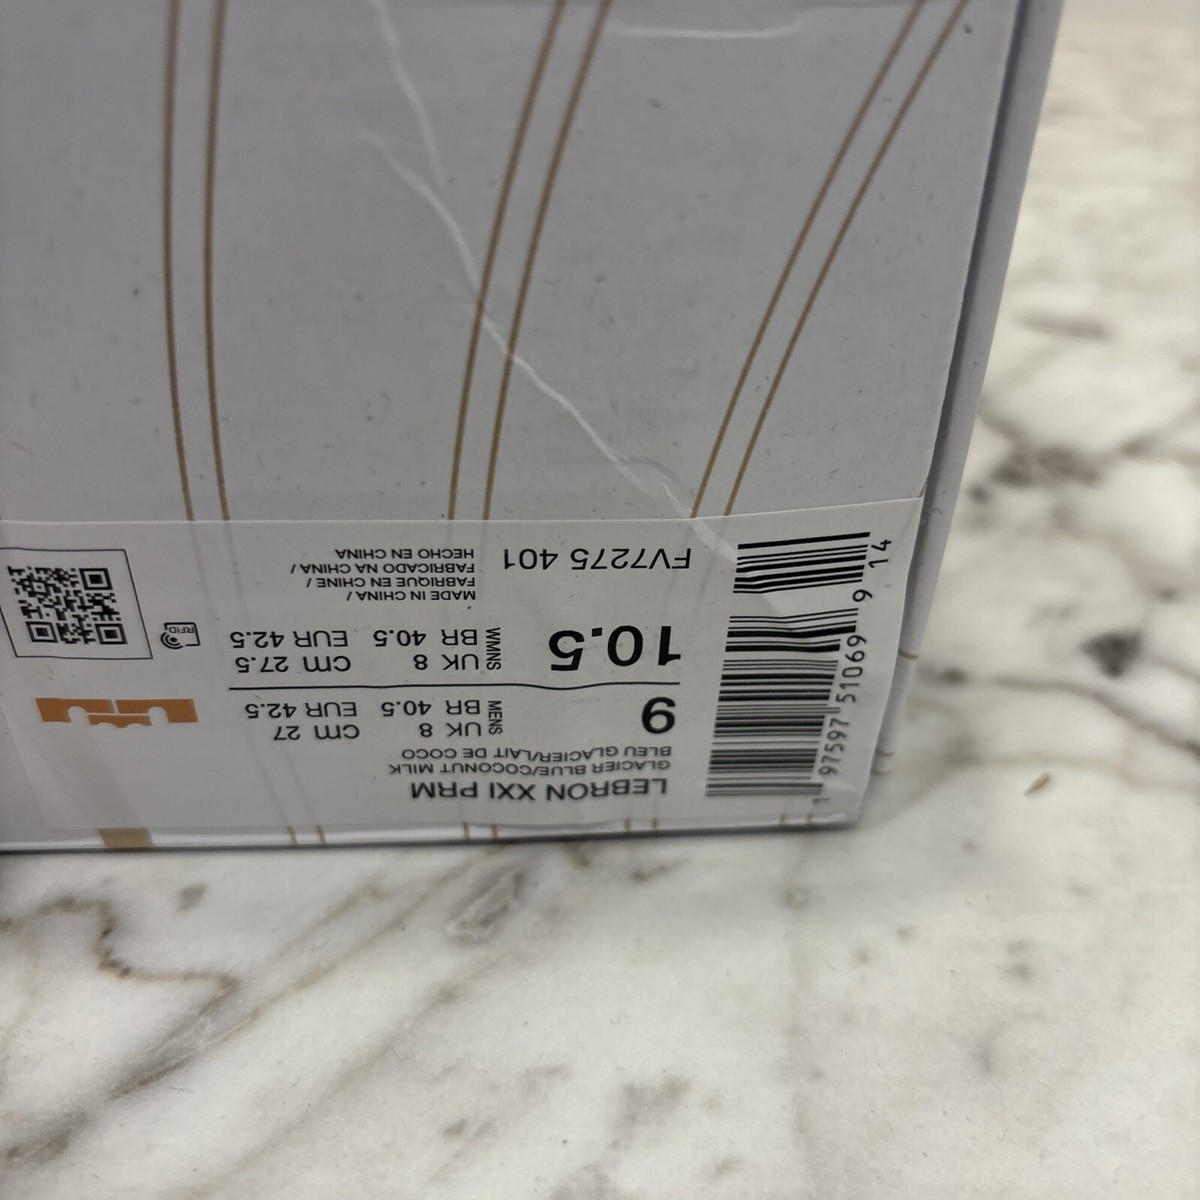 LEBRON XXI PRM
GLACIER BLUE/COCONUT MILK
BLEU GLACIER/LAIT DE COCO
9 MENS UK 8 cm 27
BR 40.5 EUR 42.5
10.5 WMNS UK 8 cm 27.5
BR 40.5 EUR 42.5
RFID
FV7275 401
MADE IN CHINA /
FABRIQUE EN CHINE /
FABRICADO NA CHINA /
HECHO EN CHINA
1 97597 51069 9 14